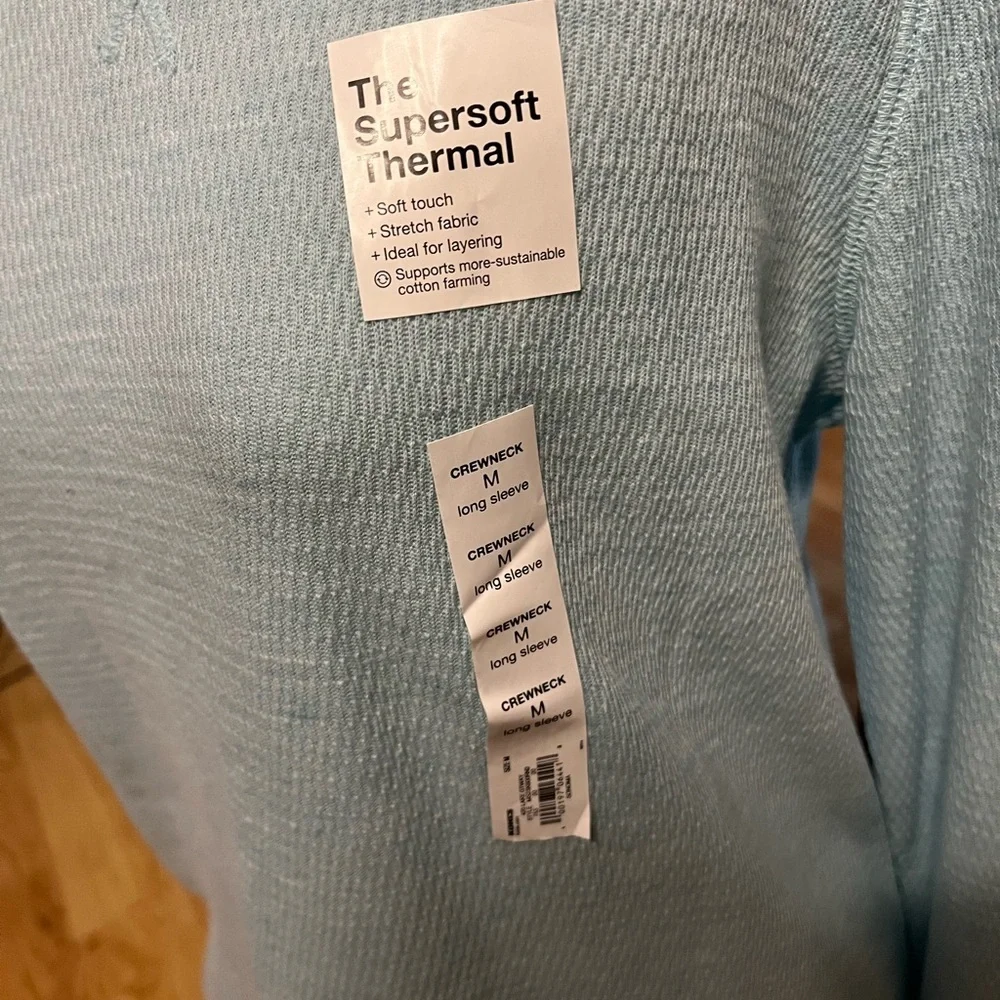 The
Supersoft
Thermal
+ Soft touch
+ Stretch fabric
+ Ideal for layering
Supports more-sustainable
cotton farming
CREWNECK
M
long sleeve
CREWNECK
M
long sleeve
CREWNECK
M
long sleeve
CREWNECK
M
long sleeve